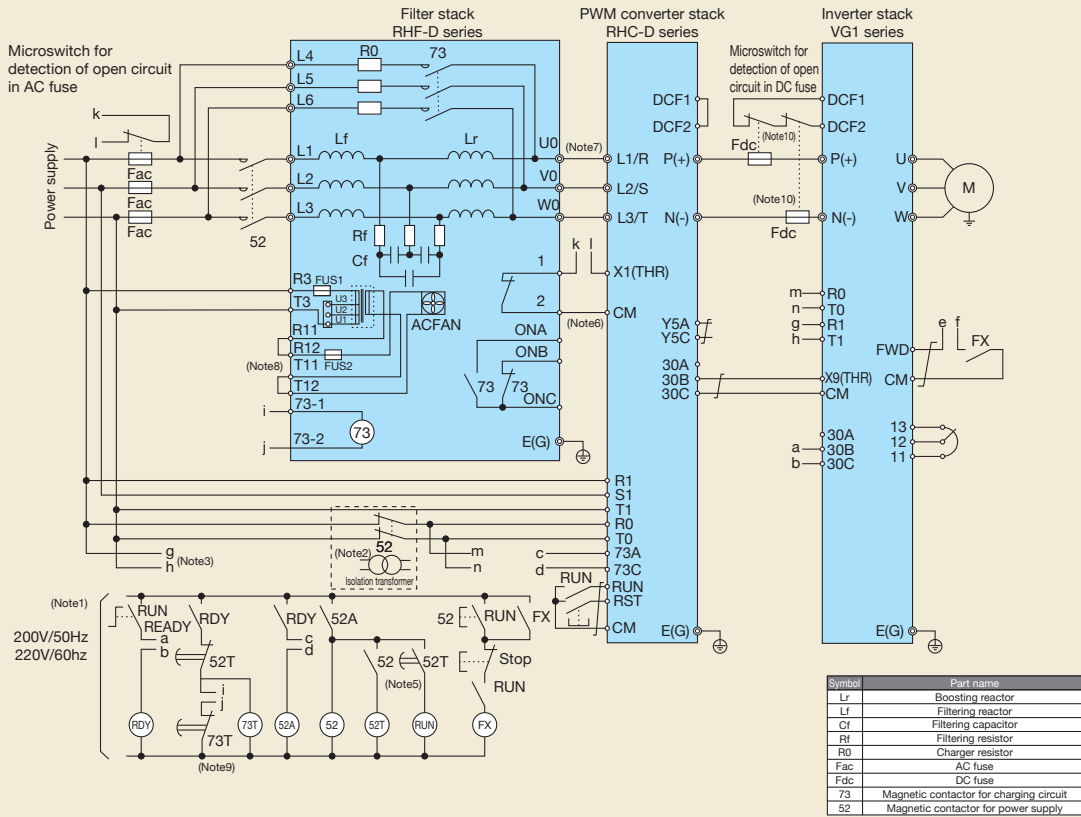 Filter stack
RHF-D series
PWM converter stack
RHC-D series
Inverter stack
VG1 series
Microswitch for
detection of open circuit
in AC fuse
Microswitch for
detection of open
circuit in DC fuse
k
l
Power supply
Fac
Fac
Fac
52
L4
L5
L6
R0
73
L1
L2
L3
Lf
Lr
U0
V0
W0
(Note7)
Rf
Cf
R3
FUS1
T3
U3
U2
U1
ACFAN
R11
R12
FUS2
(Note8)
T11
T12
73-1
73-2
i
j
73
1
2
(Note6)
k
l
ONA
ONB
73
73
ONC
E(G)
DCF1
DCF2
L1/R
L2/S
L3/T
P(+)
N(-)
X1(THR)
CM
Y5A
Y5C
30A
30B
30C
R1
S1
T1
R0
T0
73A
73C
RUN
RST
CM
E(G)
c
d
RUN
(Note10)
Fdc
(Note10)
Fdc
DCF1
DCF2
P(+)
N(-)
U
V
W
M
m
n
g
h
R0
T0
R1
T1
FWD
CM
e
f
FX
X9(THR)
CM
30A
30B
30C
a
b
13
12
11
E(G)
g
h
(Note3)
(Note2)
52
Isolation transformer
m
n
(Note1)
200V/50Hz
220V/60hz
RUN
READY
a
b
RDY
52T
i
j
73T
(Note9)
RDY
c
d
52A
52
52T
(Note5)
52
RUN
FX
Stop
RUN
RDY
73T
52A
52
52T
RUN
FX
Symbol Part name
Lr Boosting reactor
Lf Filtering reactor
Cf Filtering capacitor
Rf Filtering resistor
R0 Charger resistor
Fac AC fuse
Fdc DC fuse
73 Magnetic contactor for charging circuit
52 Magnetic contactor for power supply